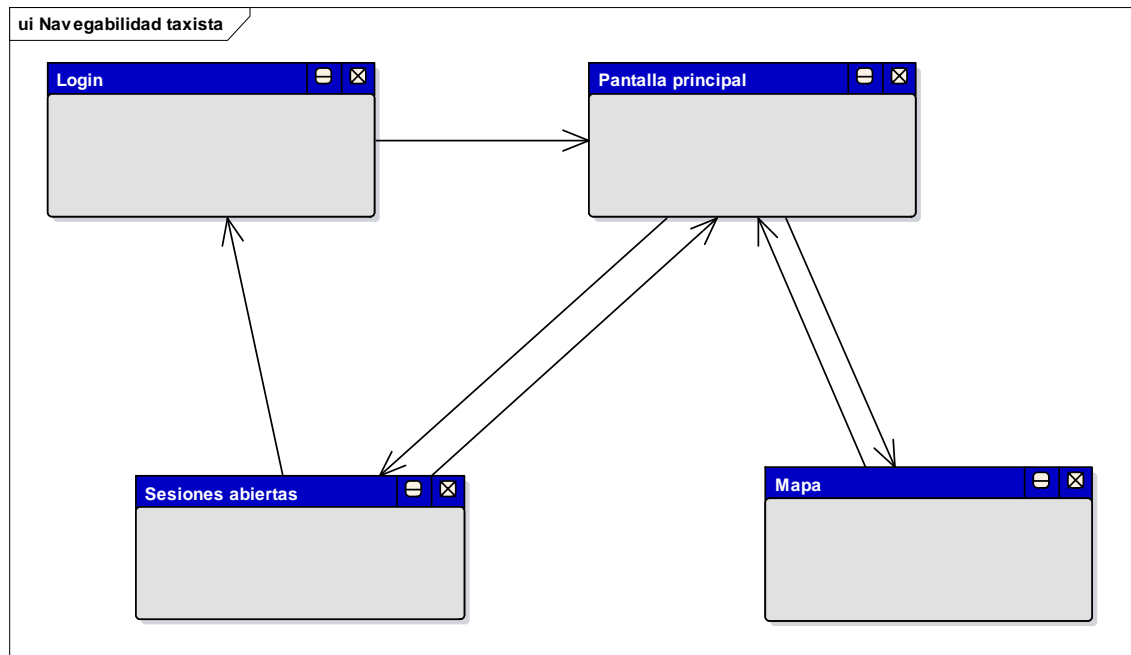 ui Navegabilidad taxista
Login
Pantalla principal
Sesiones abiertas
Mapa